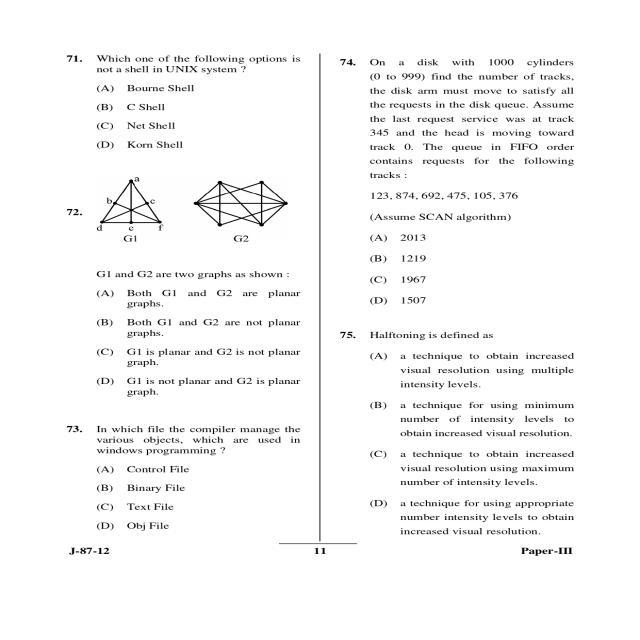 71. Which one of the following options is
not a shell in UNIX system ?
(A) Bourne Shell
(B) C Shell
(C) Net Shell
(D) Korn Shell
72.
a
b c
d e f
G1 G2
G1 and G2 are two graphs as shown :
(A) Both G1 and G2 are planar
graphs.
(B) Both G1 and G2 are not planar
graphs.
(C) G1 is planar and G2 is not planar
graph.
(D) G1 is not planar and G2 is planar
graph.
73. In which file the compiler manage the
various objects, which are used in
windows programming ?
(A) Control File
(B) Binary File
(C) Text File
(D) Obj File
74. On a disk with 1000 cylinders
(0 to 999) find the number of tracks,
the disk arm must move to satisfy all
the requests in the disk queue. Assume
the last request service was at track
345 and the head is moving toward
track 0. The queue in FIFO order
contains requests for the following
tracks :
123, 874, 692, 475, 105, 376
(Assume SCAN algorithm)
(A) 2013
(B) 1219
(C) 1967
(D) 1507
75. Halftoning is defined as
(A) a technique to obtain increased
visual resolution using multiple
intensity levels.
(B) a technique for using minimum
number of intensity levels to
obtain increased visual resolution.
(C) a technique to obtain increased
visual resolution using maximum
number of intensity levels.
(D) a technique for using appropriate
number intensity levels to obtain
increased visual resolution.
J-87-12 11 Paper-III